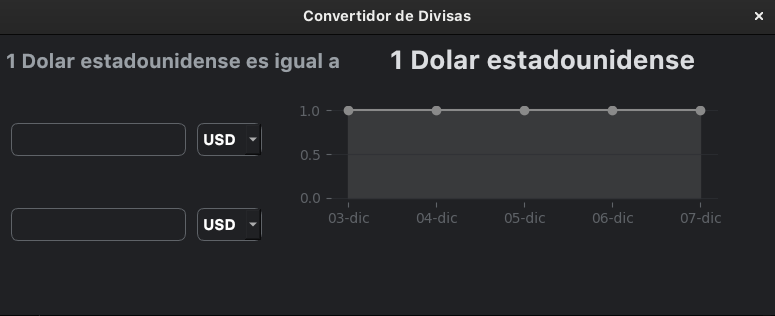 Convertidor de Divisas
×
1 Dolar estadounidense es igual a
1 Dolar estadounidense
USD
USD
1.0
0.5
0.0
03-dic 04-dic 05-dic 06-dic 07-dic